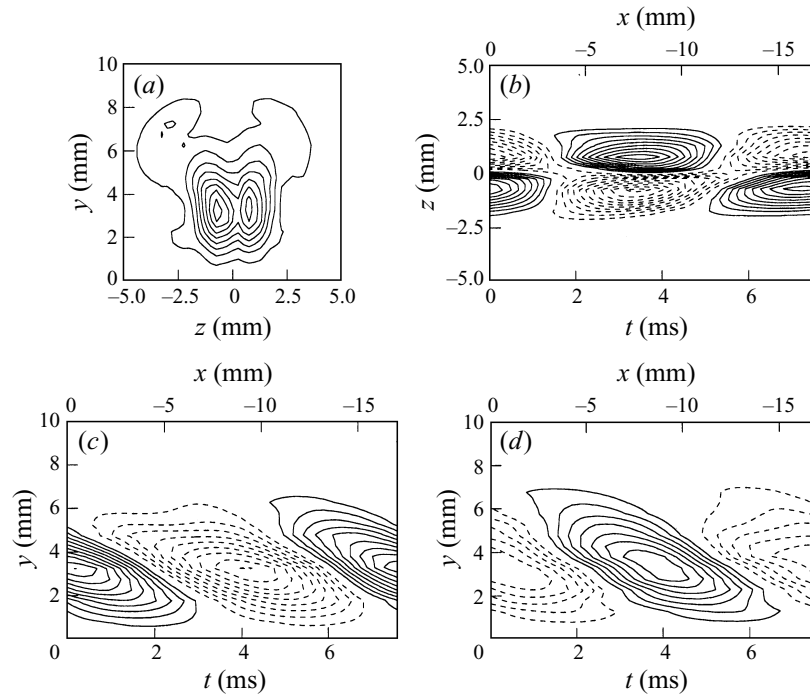 x (mm)
0 –5 –10 –15
10 (a)
8
6
y (mm)
4
2
0
–5.0 –2.5 0 2.5 5.0
z (mm)
5.0 (b)
2.5
z (mm)
0
–2.5
–5.0
0 2 4 6
t (ms)
x (mm)
0 –5 –10 –15
10 (c)
8
6
y (mm)
4
2
0 2 4 6
t (ms)
x (mm)
0 –5 –10 –15
10 (d)
8
6
y (mm)
4
2
0 2 4 6
t (ms)